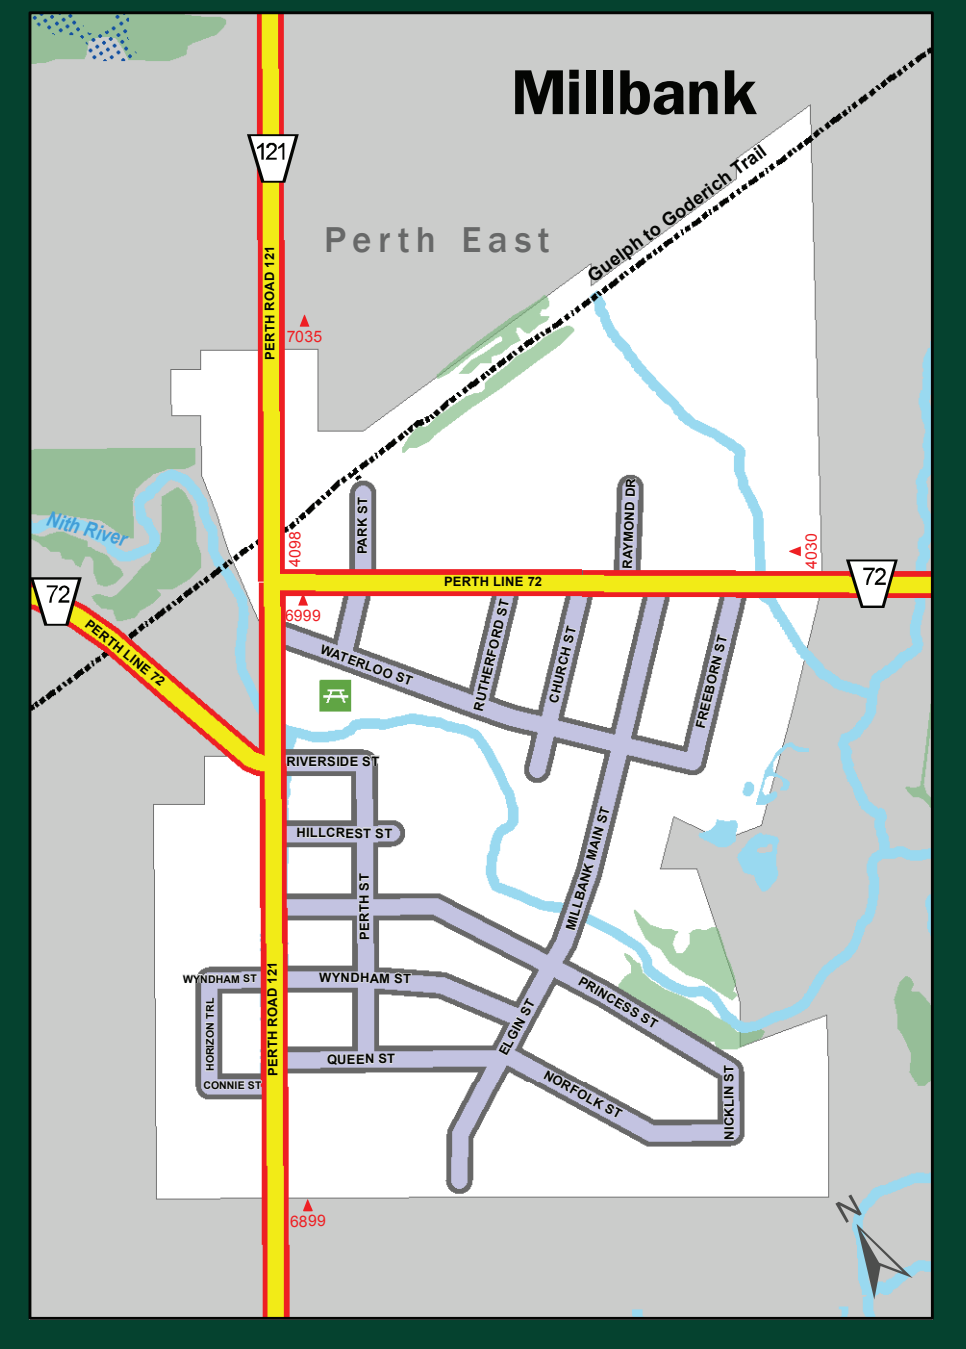 Millbank
121
Guelph to Goderich Trail
Perth East
PERTH ROAD 121
7035
PARK ST
RAYMOND DR
Nith River
4098
4030
72
PERTH LINE 72
72
6999
PERTH LINE 72
WATERLOO ST
RUTHERFORD ST
CHURCH ST
FREEBORN ST
RIVERSIDE ST
HILLCREST ST
MILLBANK MAIN ST
PERTH ST
WYNDHAM ST
WYNDHAM ST
PRINCESS ST
HORIZON TRL
PERTH ROAD 121
ELGIN ST
QUEEN ST
CONNIE ST
NORFOLK ST
NICKLIN ST
6899
N